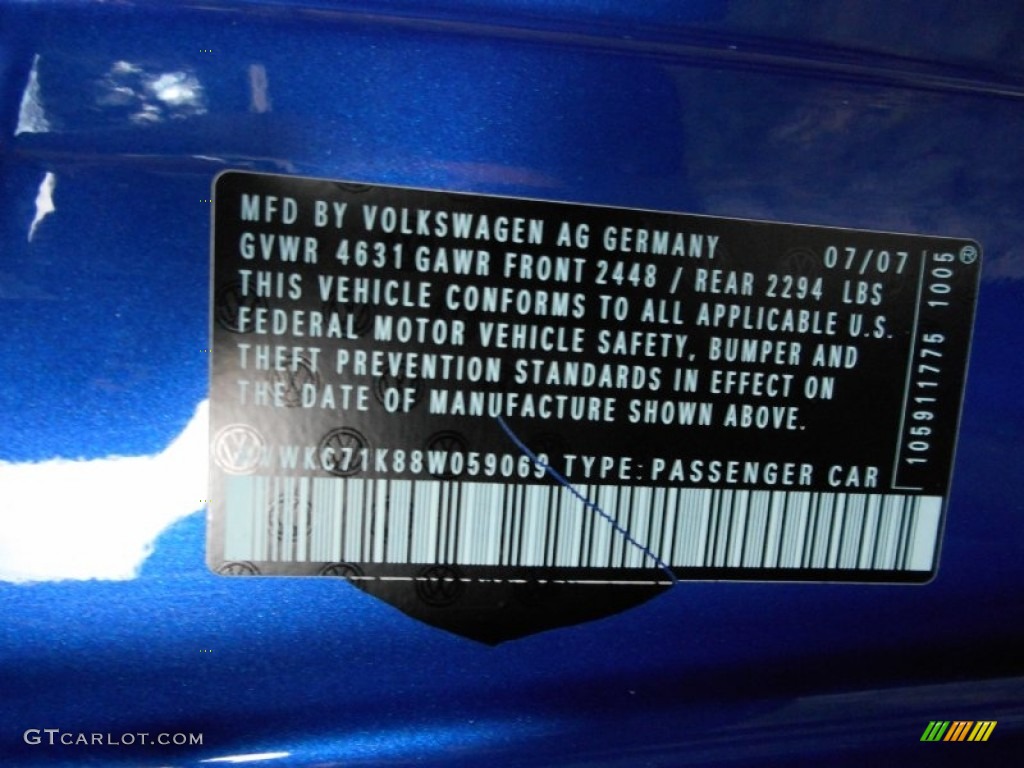 MFD BY VOLKSWAGEN AG GERMANY 07/07
GVWR 4631 GAWR FRONT 2448 / REAR 2294 LBS
THIS VEHICLE CONFORMS TO ALL APPLICABLE U.S.
FEDERAL MOTOR VEHICLE SAFETY, BUMPER AND
THEFT PREVENTION STANDARDS IN EFFECT ON
THE DATE OF MANUFACTURE SHOWN ABOVE.
TYPE: PASSENGER CAR
105911775 1005 ®
GTCARLOT.COM